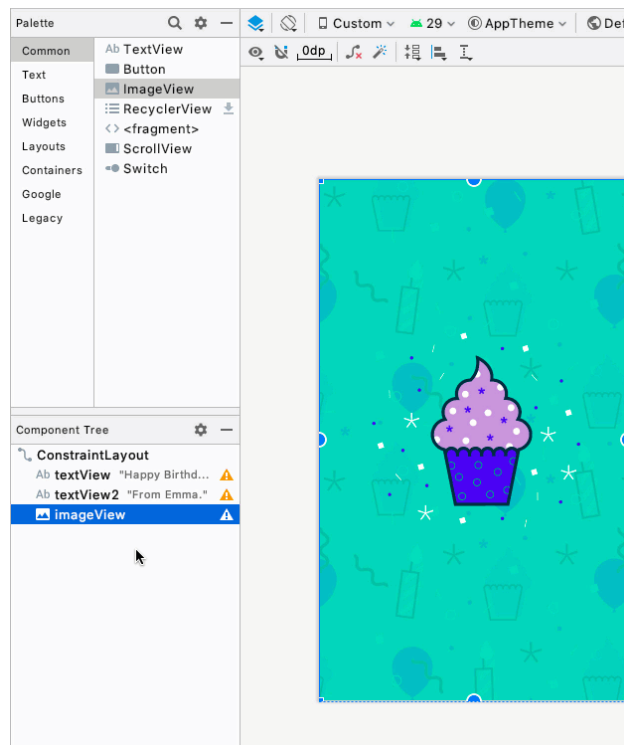 Palette
Custom
29
AppTheme
Def
Common
Text
Buttons
Widgets
Layouts
Containers
Google
Legacy
Ab TextView
Button
ImageView
RecyclerView
<> <fragment>
ScrollView
Switch
0dp
Component Tree
ConstraintLayout
Ab textView "Happy Birthd...
Ab textView2 "From Emma."
imageView